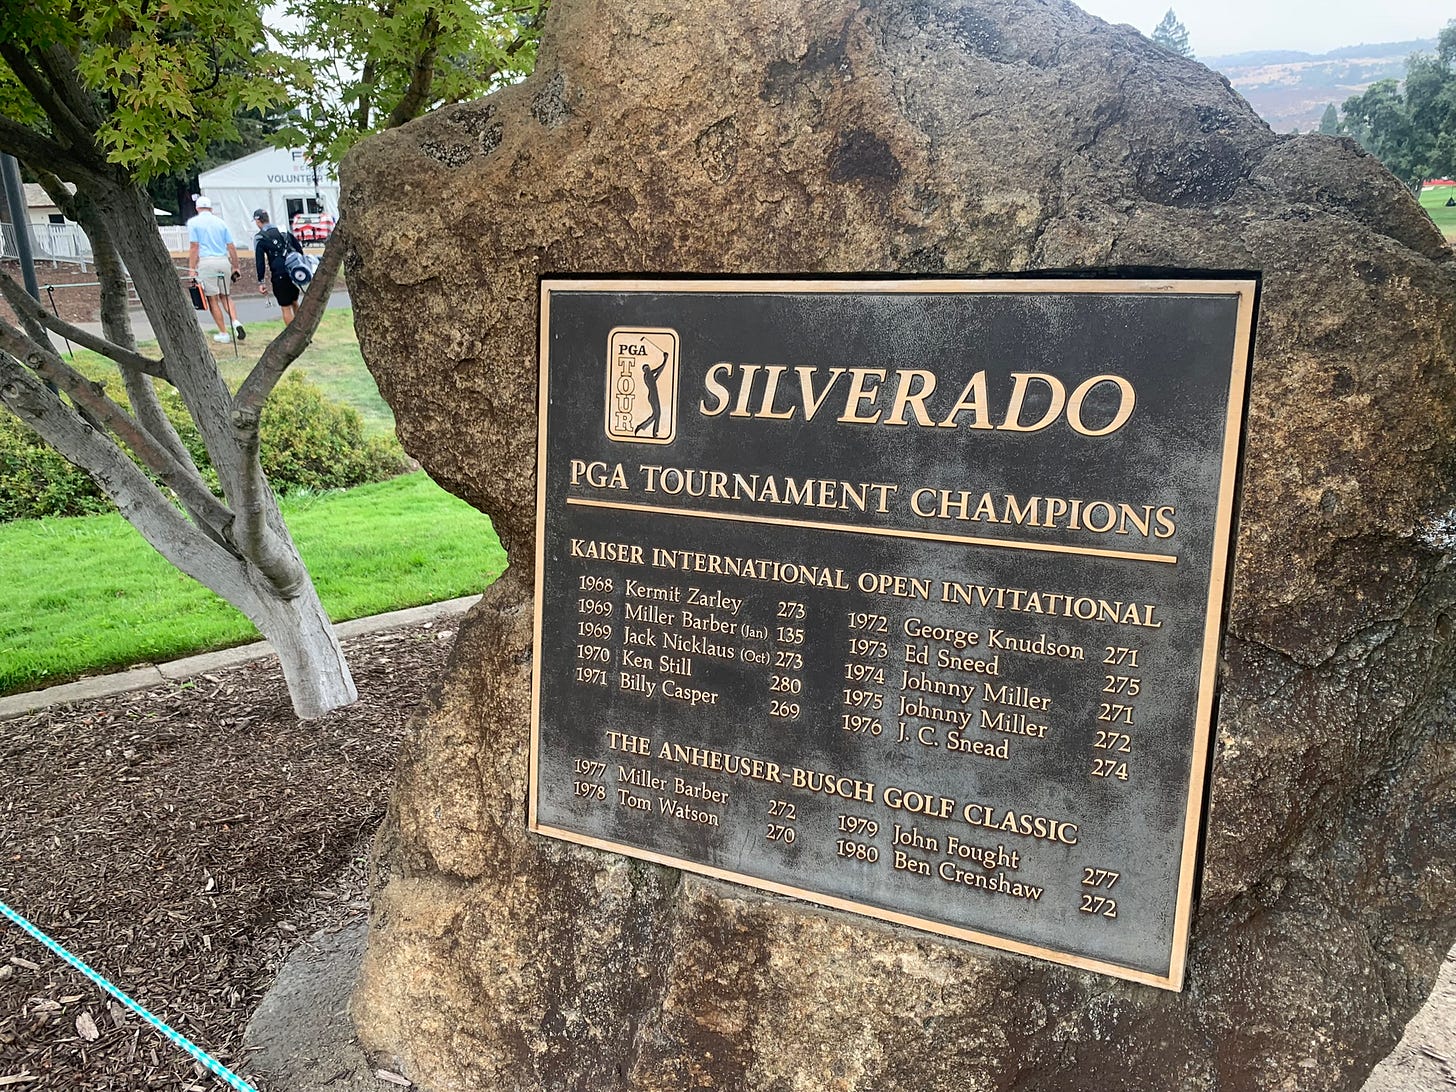 VOLUNTEER
PGA
TOUR
SILVERADO
PGA TOURNAMENT CHAMPIONS
KAISER INTERNATIONAL OPEN INVITATIONAL
1968 Kermit Zarley 273
1969 Miller Barber (Jan) 135
1969 Jack Nicklaus (Oct) 273
1970 Ken Still 280
1971 Billy Casper 269
1972 George Knudson 271
1973 Ed Sneed 275
1974 Johnny Miller 271
1975 Johnny Miller 272
1976 J. C. Snead 274
THE ANHEUSER-BUSCH GOLF CLASSIC
1977 Miller Barber 272
1978 Tom Watson 270
1979 John Fought 277
1980 Ben Crenshaw 272